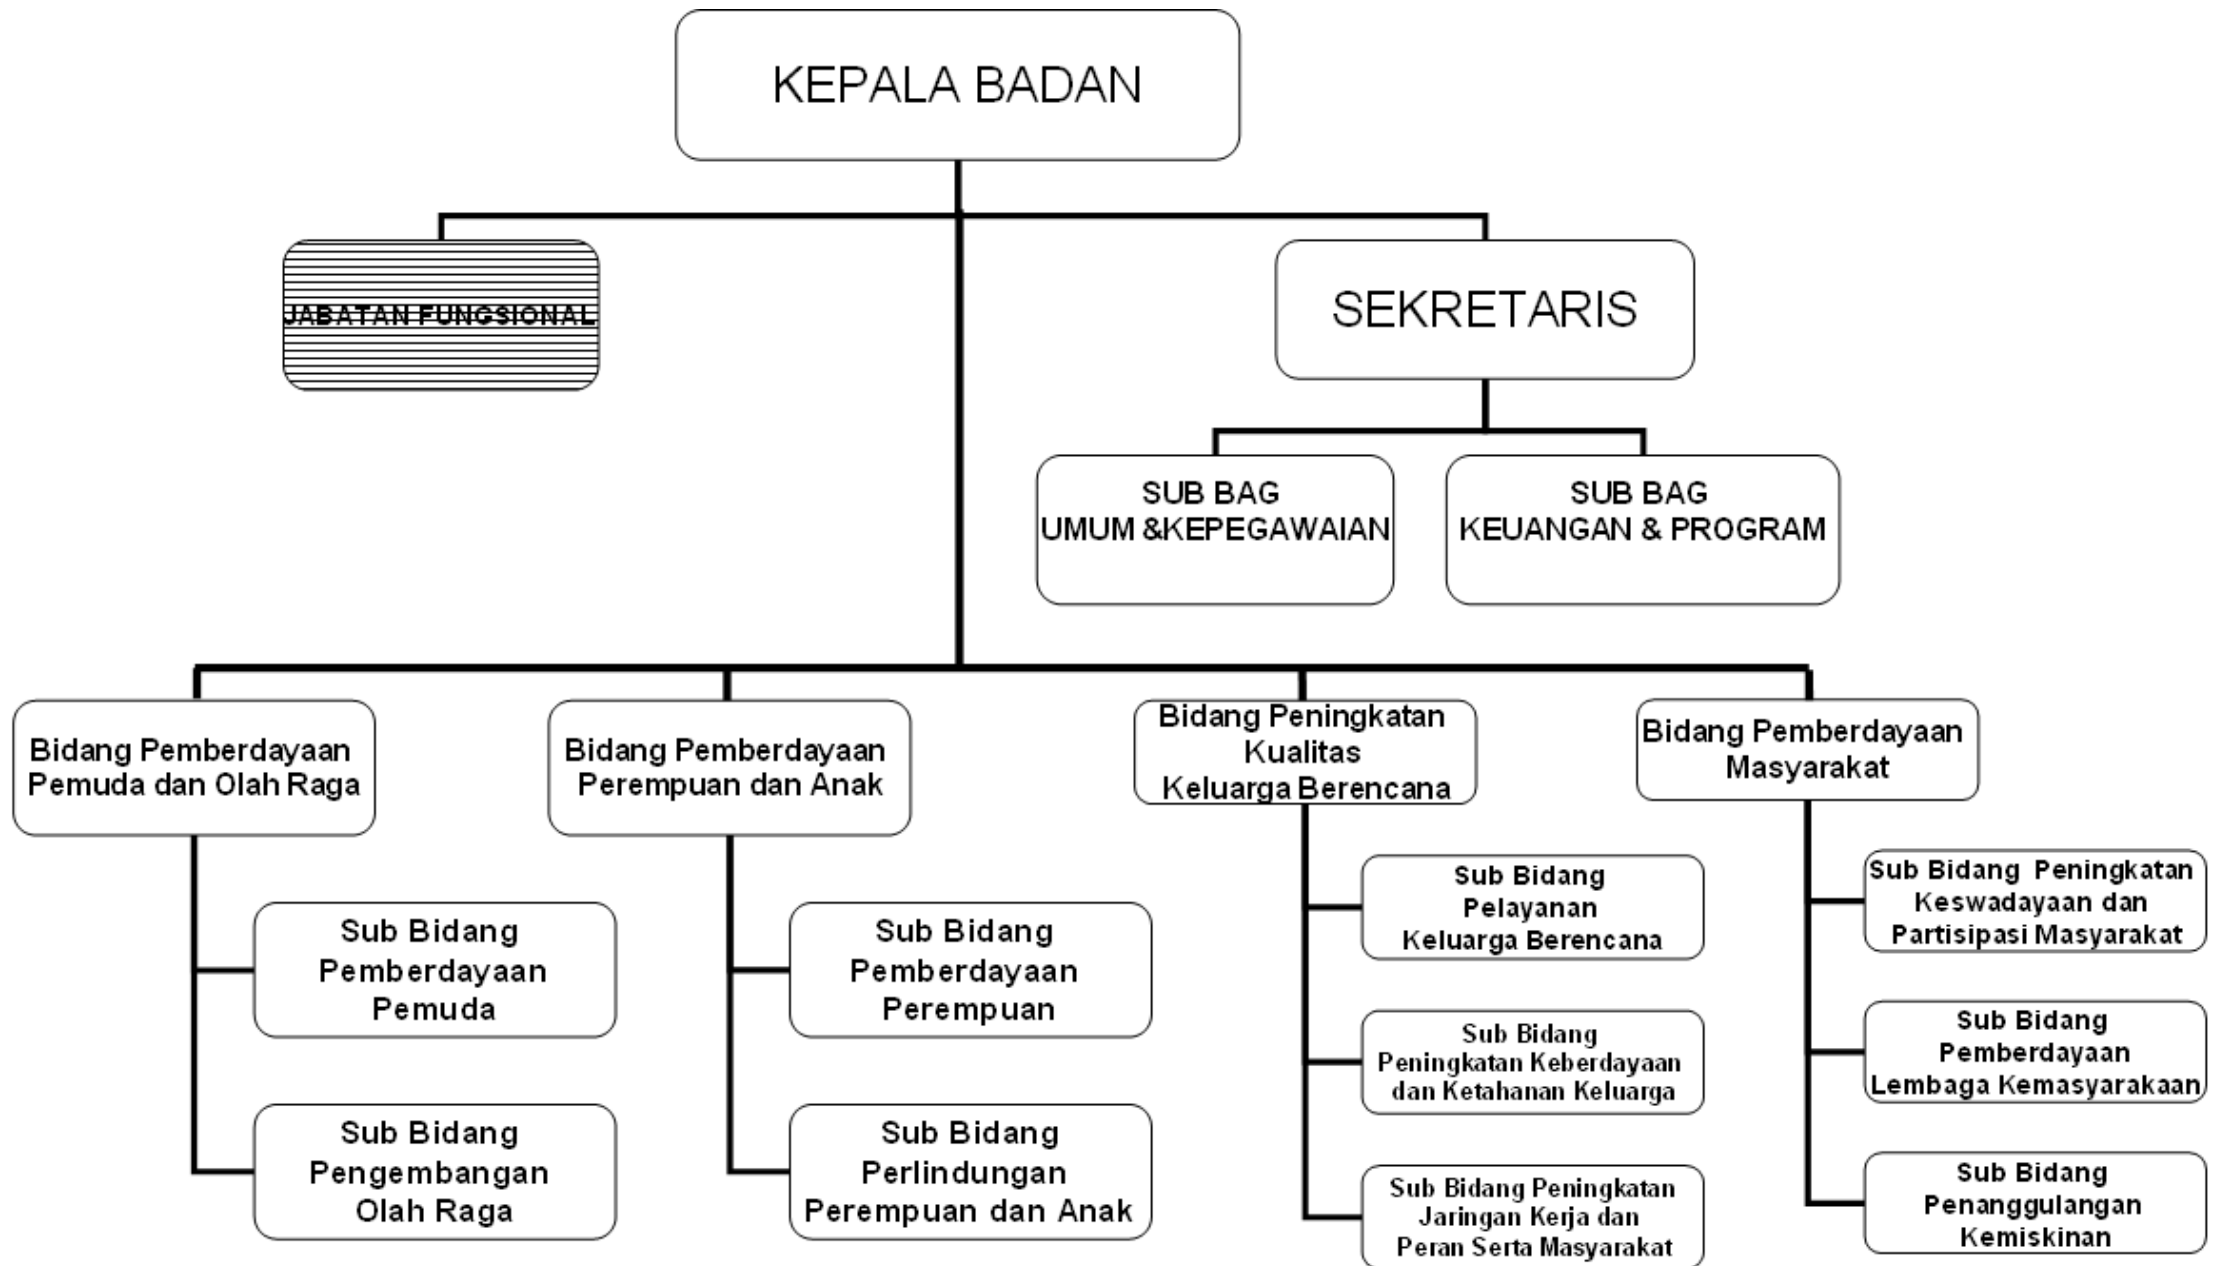 KEPALA BADAN
JABATAN FUNGSIONAL
SEKRETARIS
SUB BAG
UMUM &KEPEGAWAIAN
SUB BAG
KEUANGAN & PROGRAM
Bidang Pemberdayaan
Pemuda dan Olah Raga
Bidang Pemberdayaan
Perempuan dan Anak
Bidang Peningkatan
Kualitas
Keluarga Berencana
Bidang Pemberdayaan
Masyarakat
Sub Bidang
Pemberdayaan
Pemuda
Sub Bidang
Pengembangan
Olah Raga
Sub Bidang
Pemberdayaan
Perempuan
Sub Bidang
Perlindungan
Perempuan dan Anak
Sub Bidang
Pelayanan
Keluarga Berencana
Sub Bidang
Peningkatan Keberdayaan
dan Ketahanan Keluarga
Sub Bidang Peningkatan
Jaringan Kerja dan
Peran Serta Masyarakat
Sub Bidang  Peningkatan
Keswadayaan dan
Partisipasi Masyarakat
Sub Bidang
Pemberdayaan
Lembaga Kemasyarakaan
Sub Bidang
Penanggulangan
Kemiskinan